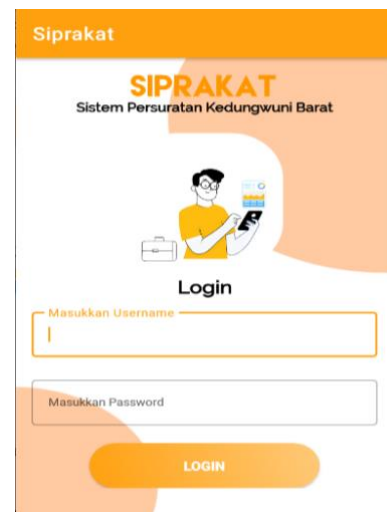 Siprakat
SIPRAKAT
Sistem Persuratan Kedungwuni Barat
Login
Masukkan Username
Masukkan Password
LOGIN